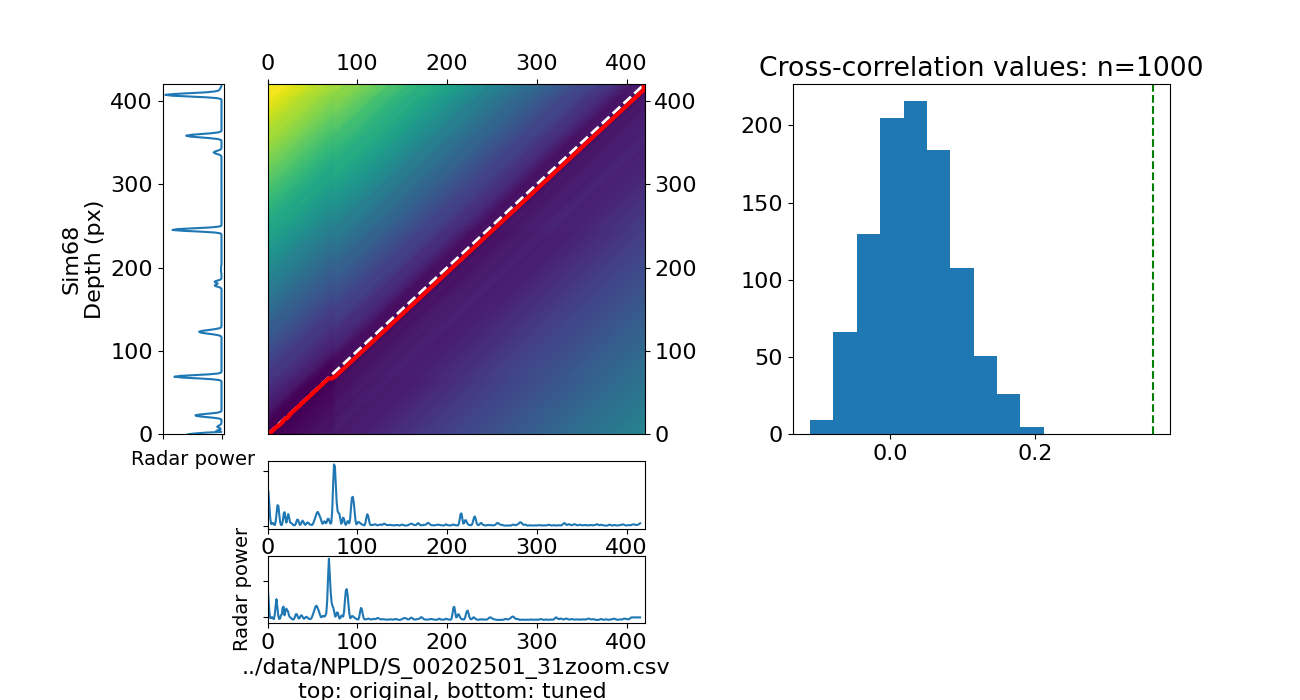 0 100 200 300 400
Cross-correlation values: n=1000
400
300
200
100
0
Sim68
Depth (px)
Radar power
400
300
200
100
0
200
150
100
50
0
0.0 0.2
0 100 200 300 400
Radar power
0 100 200 300 400
../data/NPLD/S_00202501_31zoom.csv
top: original, bottom: tuned